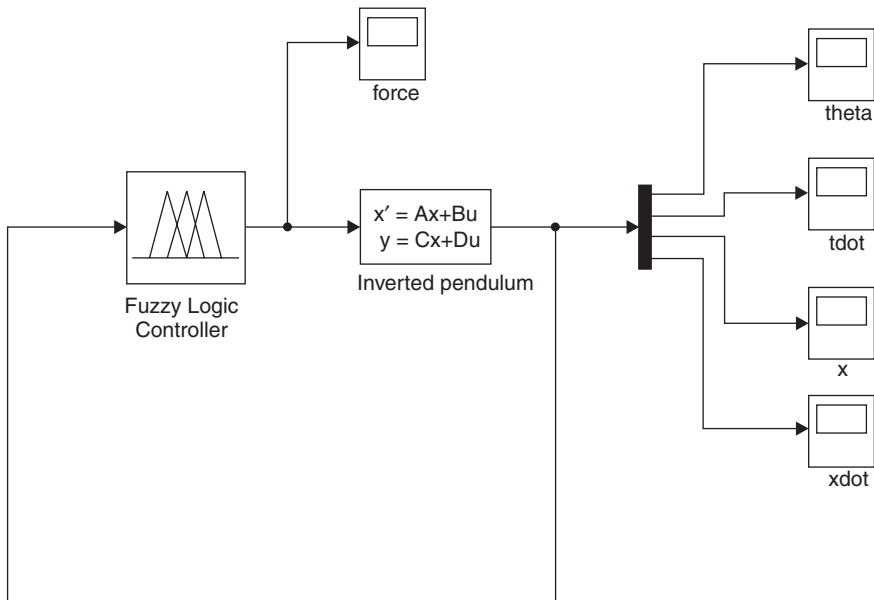 force
theta
x′ = Ax+Bu
y = Cx+Du
tdot
Inverted pendulum
Fuzzy Logic
Controller
x
xdot